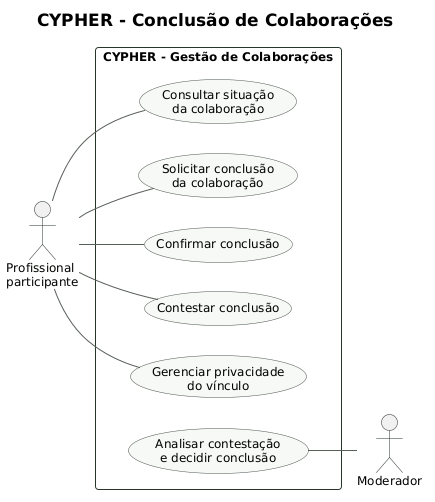 CYPHER - Conclusão de Colaborações
CYPHER - Gestão de Colaborações
Consultar situação
da colaboração
Solicitar conclusão
da colaboração
Confirmar conclusão
Profissional
participante
Contestar conclusão
Gerenciar privacidade
do vínculo
Analisar contestação
e decidir conclusão
Moderador